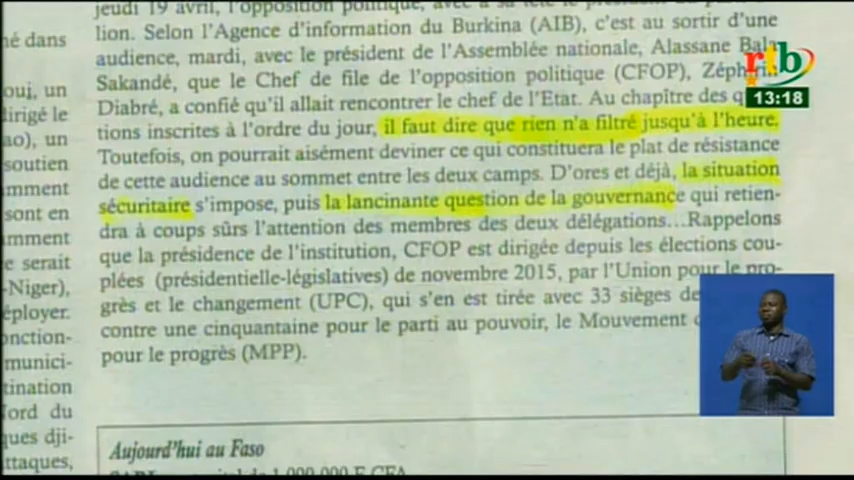 jeudi 19 avril, l'opposition politique, avec à sa tête le président du
lion. Selon l'Agence d'information du Burkina (AIB), c'est au sortir d'une
audience, mardi, avec le président de l'Assemblée nationale, Alassane Bala
Sakandé, que le Chef de file de l'opposition politique (CFOP), Zéphirin
Diabré, a confié qu'il allait rencontrer le chef de l'Etat. Au chapître des
tions inscrites à l'ordre du jour, il faut dire que rien n'a filtré jusqu'à l'heure.
Toutefois, on pourrait aisément deviner ce qui constituera le plat de résistance
de cette audience au sommet entre les deux camps. D'ores et déjà, la situation
sécuritaire s'impose, puis la lancinante question de la gouvernance qui retien-
dra à coups sûrs l'attention des membres des deux délégations...Rappelons
que la présidence de l'institution, CFOP est dirigée depuis les élections cou-
plées (présidentielle-législatives) de novembre 2015, par l'Union pour le pro-
grès et le changement (UPC), qui s'en est tirée avec 33 sièges de
contre une cinquantaine pour le parti au pouvoir, le Mouvement
pour le progrès (MPP).
Aujourd'hui au Faso
1 000 000 F CFA
né dans
ouj, un
dirigé le
ao), un
soutien
mment
sont en
amment
e serait
-Niger),
éployer.
onction-
munici-
tination
Nord du
ques dji-
ttaques,
rtb
13:18